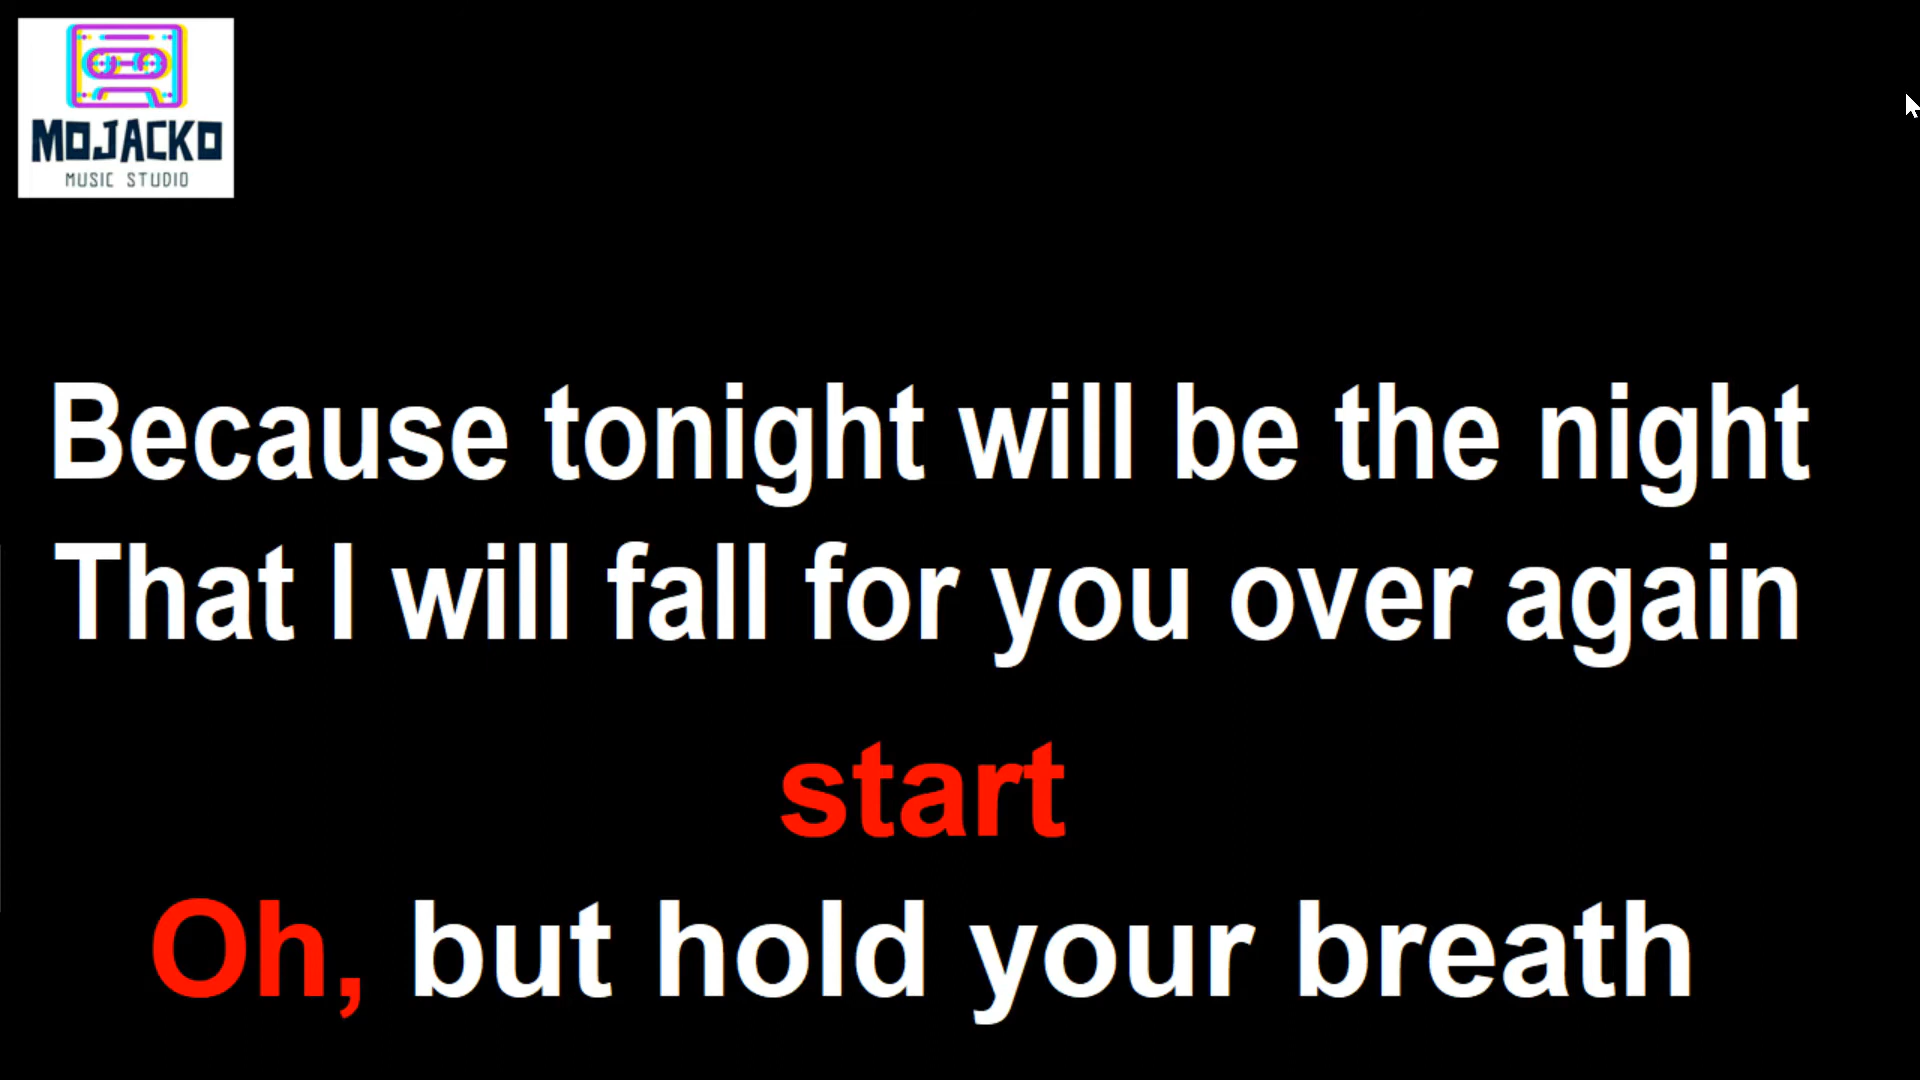 MOJACKO
MUSIC STUDIO
Because tonight will be the night
That I will fall for you over again
start
Oh, but hold your breath